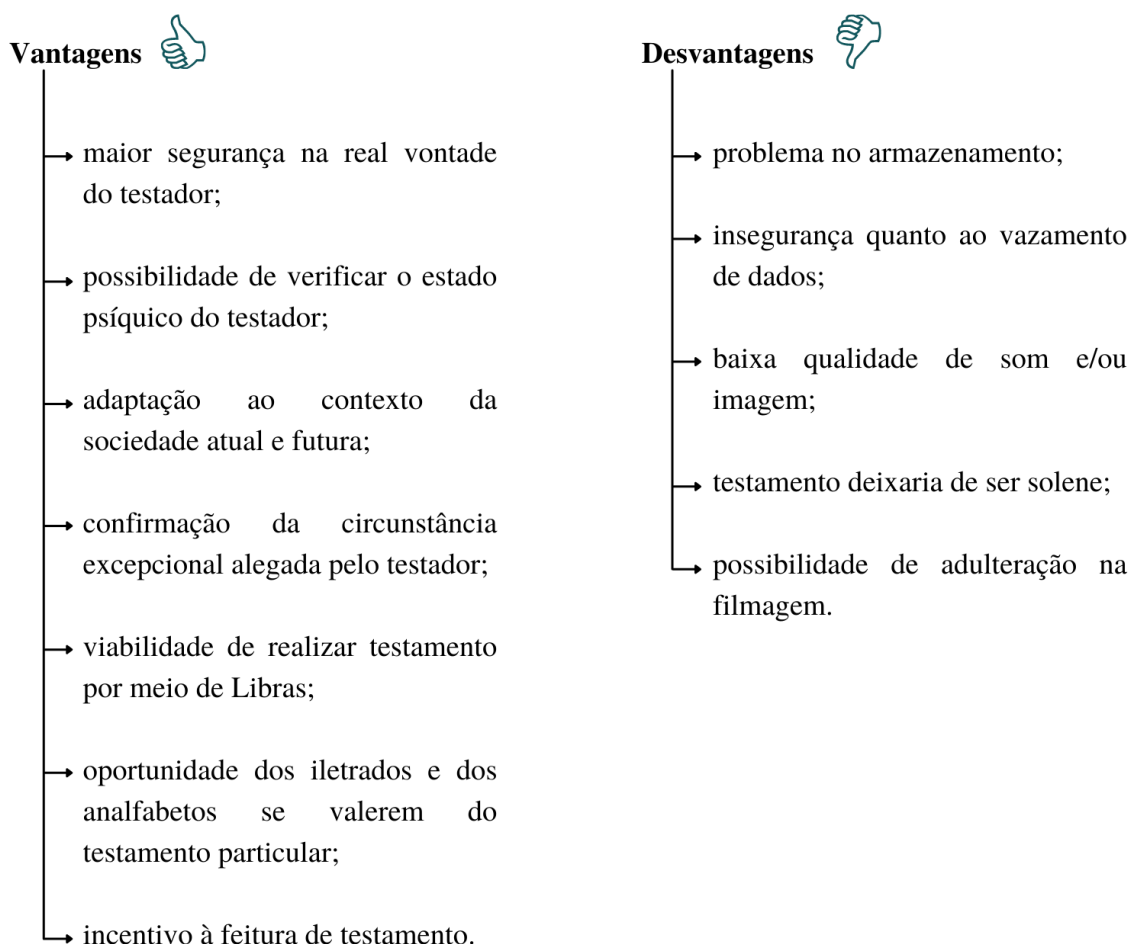 Vantagens
maior segurança na real vontade
do testador;
possibilidade de verificar o estado
psíquico do testador;
adaptação ao contexto da
sociedade atual e futura;
confirmação da circunstância
excepcional alegada pelo testador;
viabilidade de realizar testamento
por meio de Libras;
oportunidade dos iletrados e dos
analfabetos se valerem do
testamento particular;
incentivo à feitura de testamento.
Desvantagens
problema no armazenamento;
insegurança quanto ao vazamento
de dados;
baixa qualidade de som e/ou
imagem;
testamento deixaria de ser solene;
possibilidade de adulteração na
filmagem.